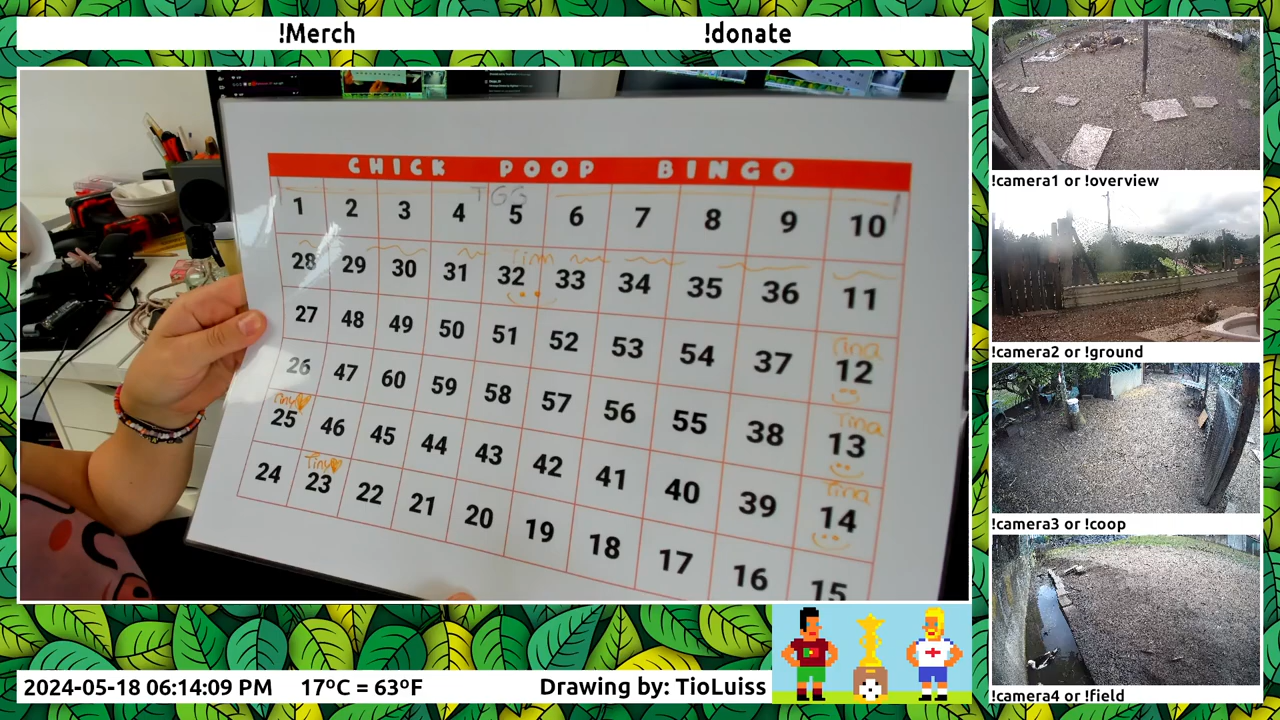 !Merch
!donate
CHICK POOP BINGO
TGG
1 2 3 4 5 6 7 8 9 10
Tina
28 29 30 31 32 33 34 35 36 11
Tina
27 48 49 50 51 52 53 54 37 12
Tina
26 47 60 59 58 57 56 55 38 13
Tiny
Tina
25 46 45 44 43 42 41 40 39 14
Tiny
24 23 22 21 20 19 18 17 16 15
!camera1 or !overview
!camera2 or !ground
!camera3 or !coop
!camera4 or !field
2024-05-18 06:14:09 PM
17ºC = 63ºF
Drawing by: TioLuiss